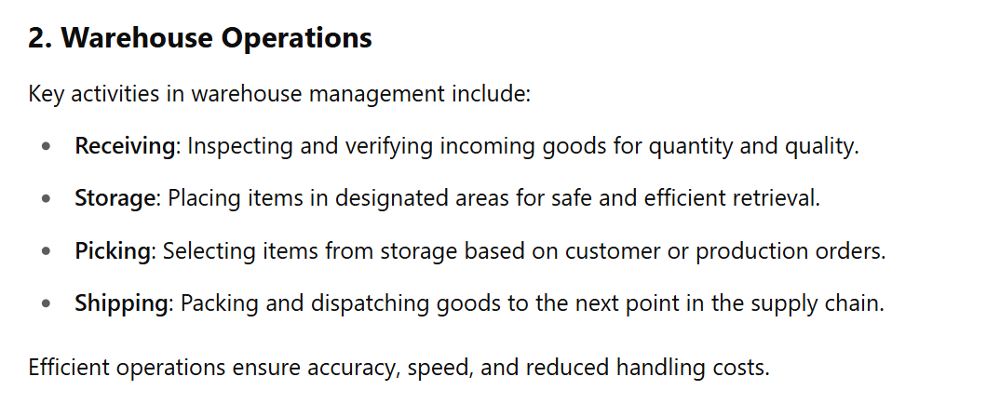 2. Warehouse Operations
Key activities in warehouse management include:
• Receiving: Inspecting and verifying incoming goods for quantity and quality.
• Storage: Placing items in designated areas for safe and efficient retrieval.
• Picking: Selecting items from storage based on customer or production orders.
• Shipping: Packing and dispatching goods to the next point in the supply chain.
Efficient operations ensure accuracy, speed, and reduced handling costs.